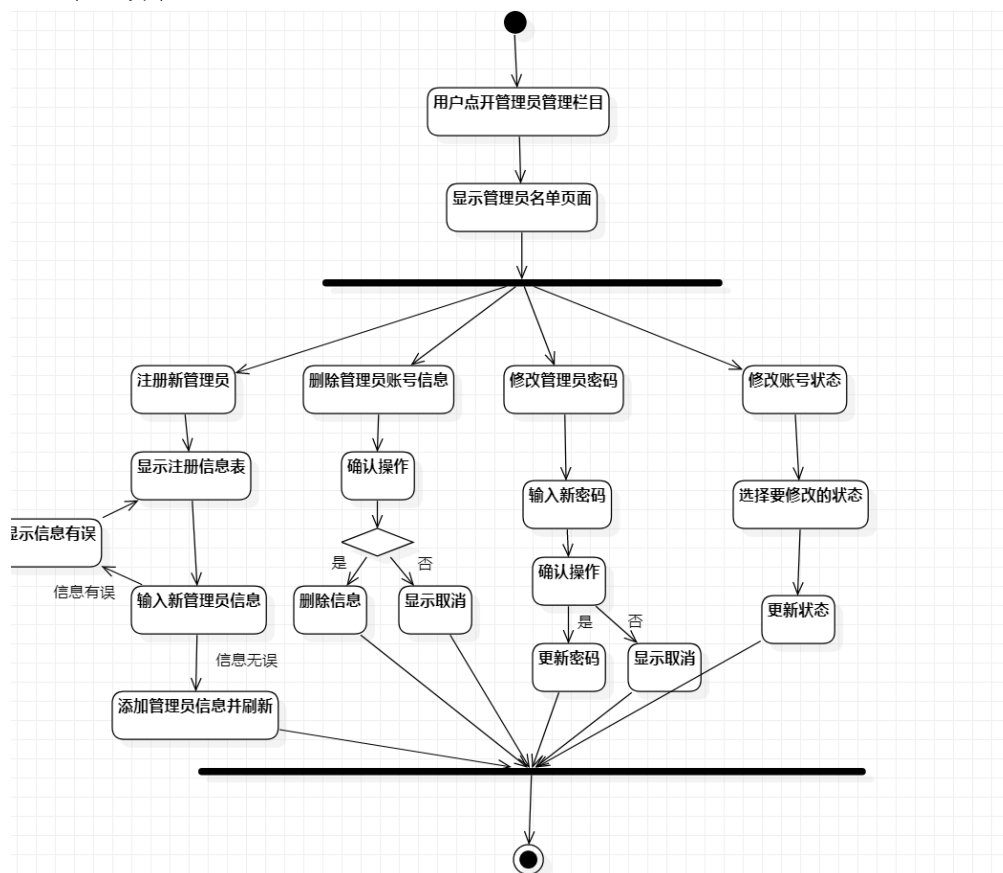 用户点开管理员管理栏目
显示管理员名单页面
注册新管理员
删除管理员账号信息
修改管理员密码
修改账号状态
显示注册信息表
确认操作
输入新密码
选择要修改的状态
示信息有误
是
否
确认操作
信息有误
输入新管理员信息
删除信息
显示取消
更新状态
是
否
信息无误
更新密码
显示取消
添加管理员信息并刷新